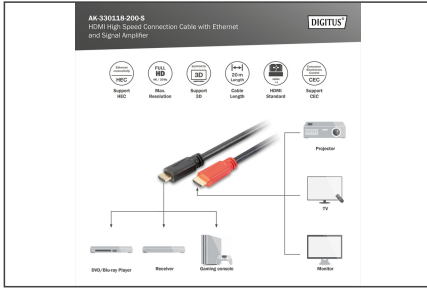 AK-330118-200-S
HDMI High Speed Connection Cable with Ethernet
and Signal Amplifier
DIGITUS®
HEC
FULL
HD
3D
20 m
Length
CEC
Support
HEC
Max.
Resolution
Support
3D
Cable
Length
HDMI
Standard
Support
CEC
Projector
TV
Monitor
DVD/Blu-ray Player
Receiver
Gaming console